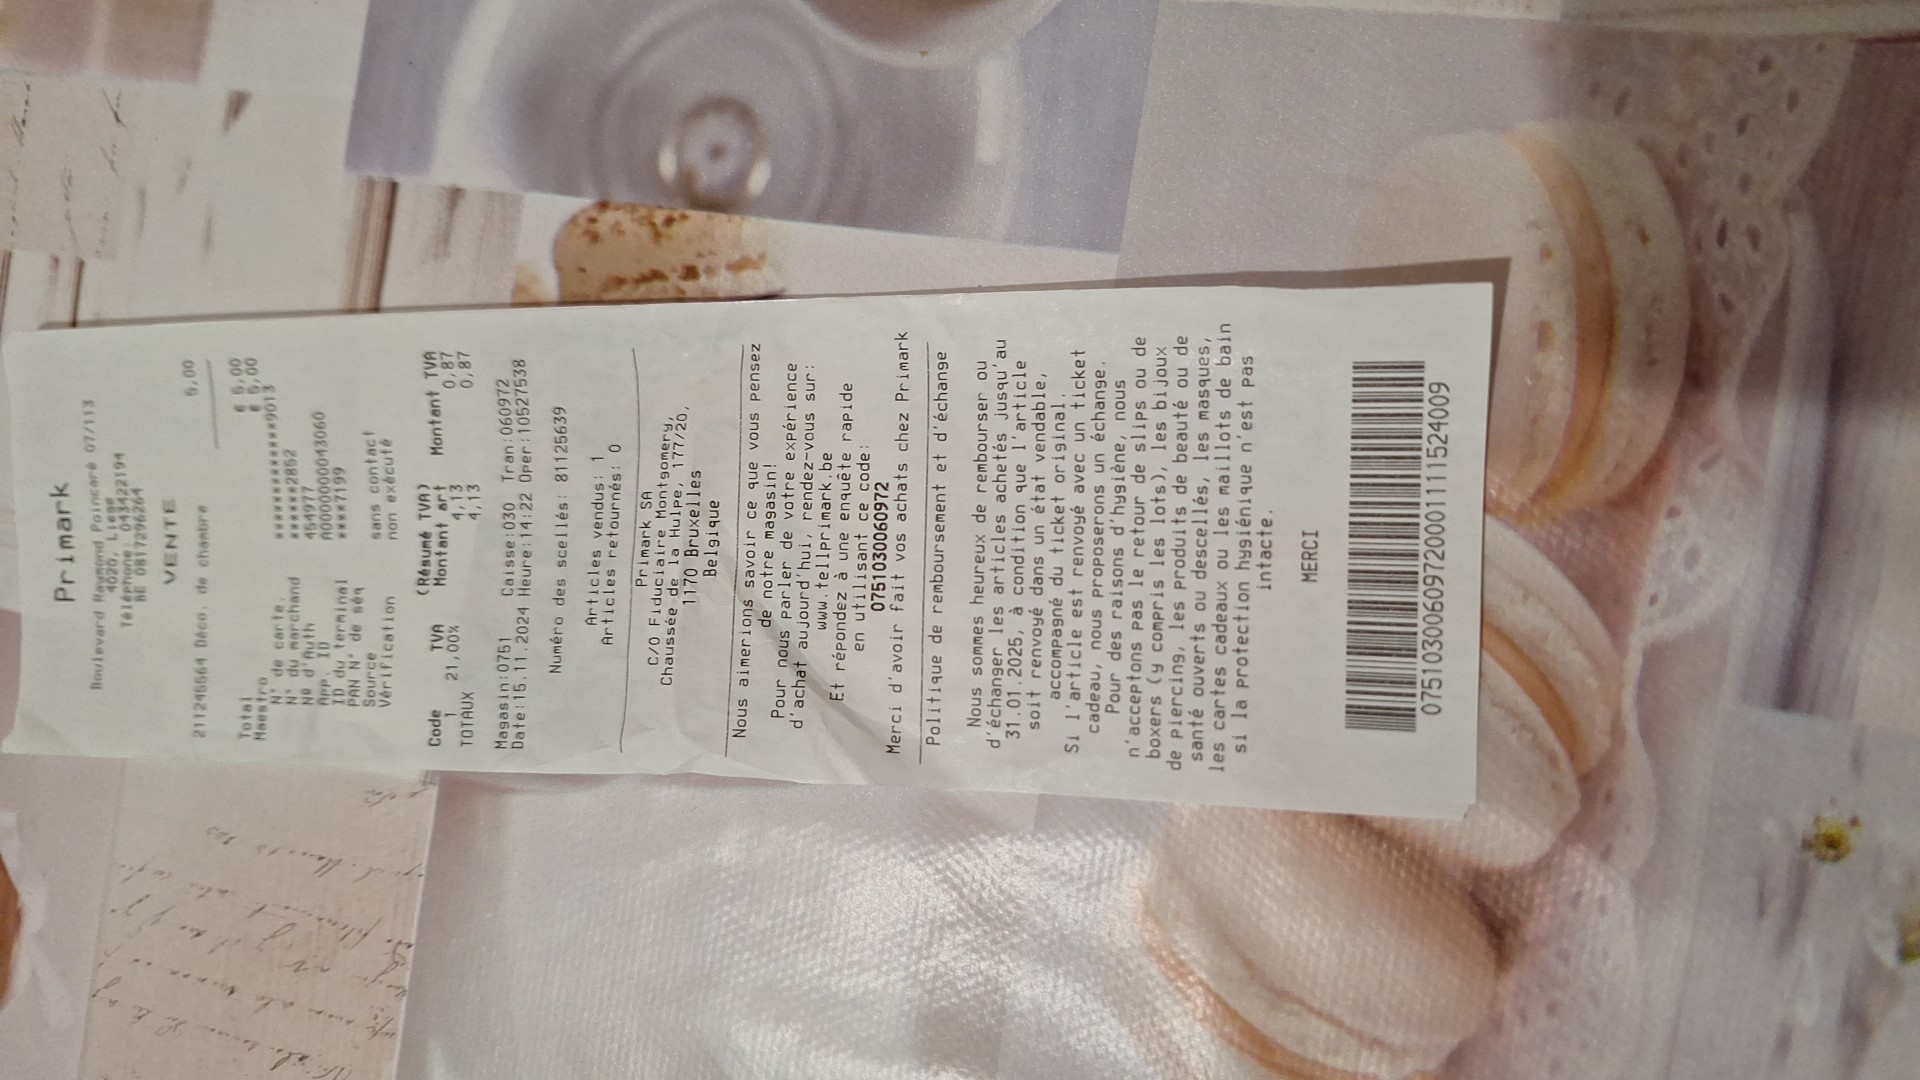 Primark
Boulevard Raymond Poincaré 07/113
4020, Liege
Téléphone: 043422194
BE 0817296264
VENTE
211245564 Déco. de chambre 5,00
Total € 5,00
Maestro € 5,00
N° de carte. ***************9013
N° du marchand ******2852
Nº d'Auth 454977
App. ID A0000000043060
ID du terminal ****7199
PAN N° de séq
Source sans contact
Vérification non exécuté
(Résumé TVA)
Code TVA Montant art Montant TVA
1 21,00% 4,13 0,87
TOTAUX 4,13 0,87
Magasin:0751 Caisse:030 Tran:060972
Date:15.11.2024 Heure:14:22 Oper:10527538
Numéro des scellés: 81125639
Articles vendus: 1
Articles retournés: 0
Primark SA
C/O Fiduciaire Montgomery,
Chaussée de la Hulpe, 177/20,
1170 Bruxelles
Belgique
Nous aimerions savoir ce que vous pensez
de notre magasin!
Pour nous parler de votre expérience
d'achat aujourd'hui, rendez-vous sur:
www.tellprimark.be
Et répondez à une enquête rapide
en utilisant ce code:
075103006097​2
Merci d'avoir fait vos achats chez Primark
Politique de remboursement et d'échange
Nous sommes heureux de rembourser ou
d'échanger les articles achetés jusqu'au
31.01.2025, à condition que l'article
soit renvoyé dans un état vendable,
accompagné du ticket original.
Si l'article est renvoyé avec un ticket
cadeau, nous proposerons un échange.
Pour des raisons d'hygiène, nous
n'acceptons pas le retour de slips ou de
boxers (y compris les lots), les bijoux
de piercing, les produits de beauté ou de
santé ouverts ou descellés, les masques,
les cartes cadeaux ou les maillots de bain
si la protection hygiénique n'est pas
intacte.
MERCI
0751030060972000111511524009